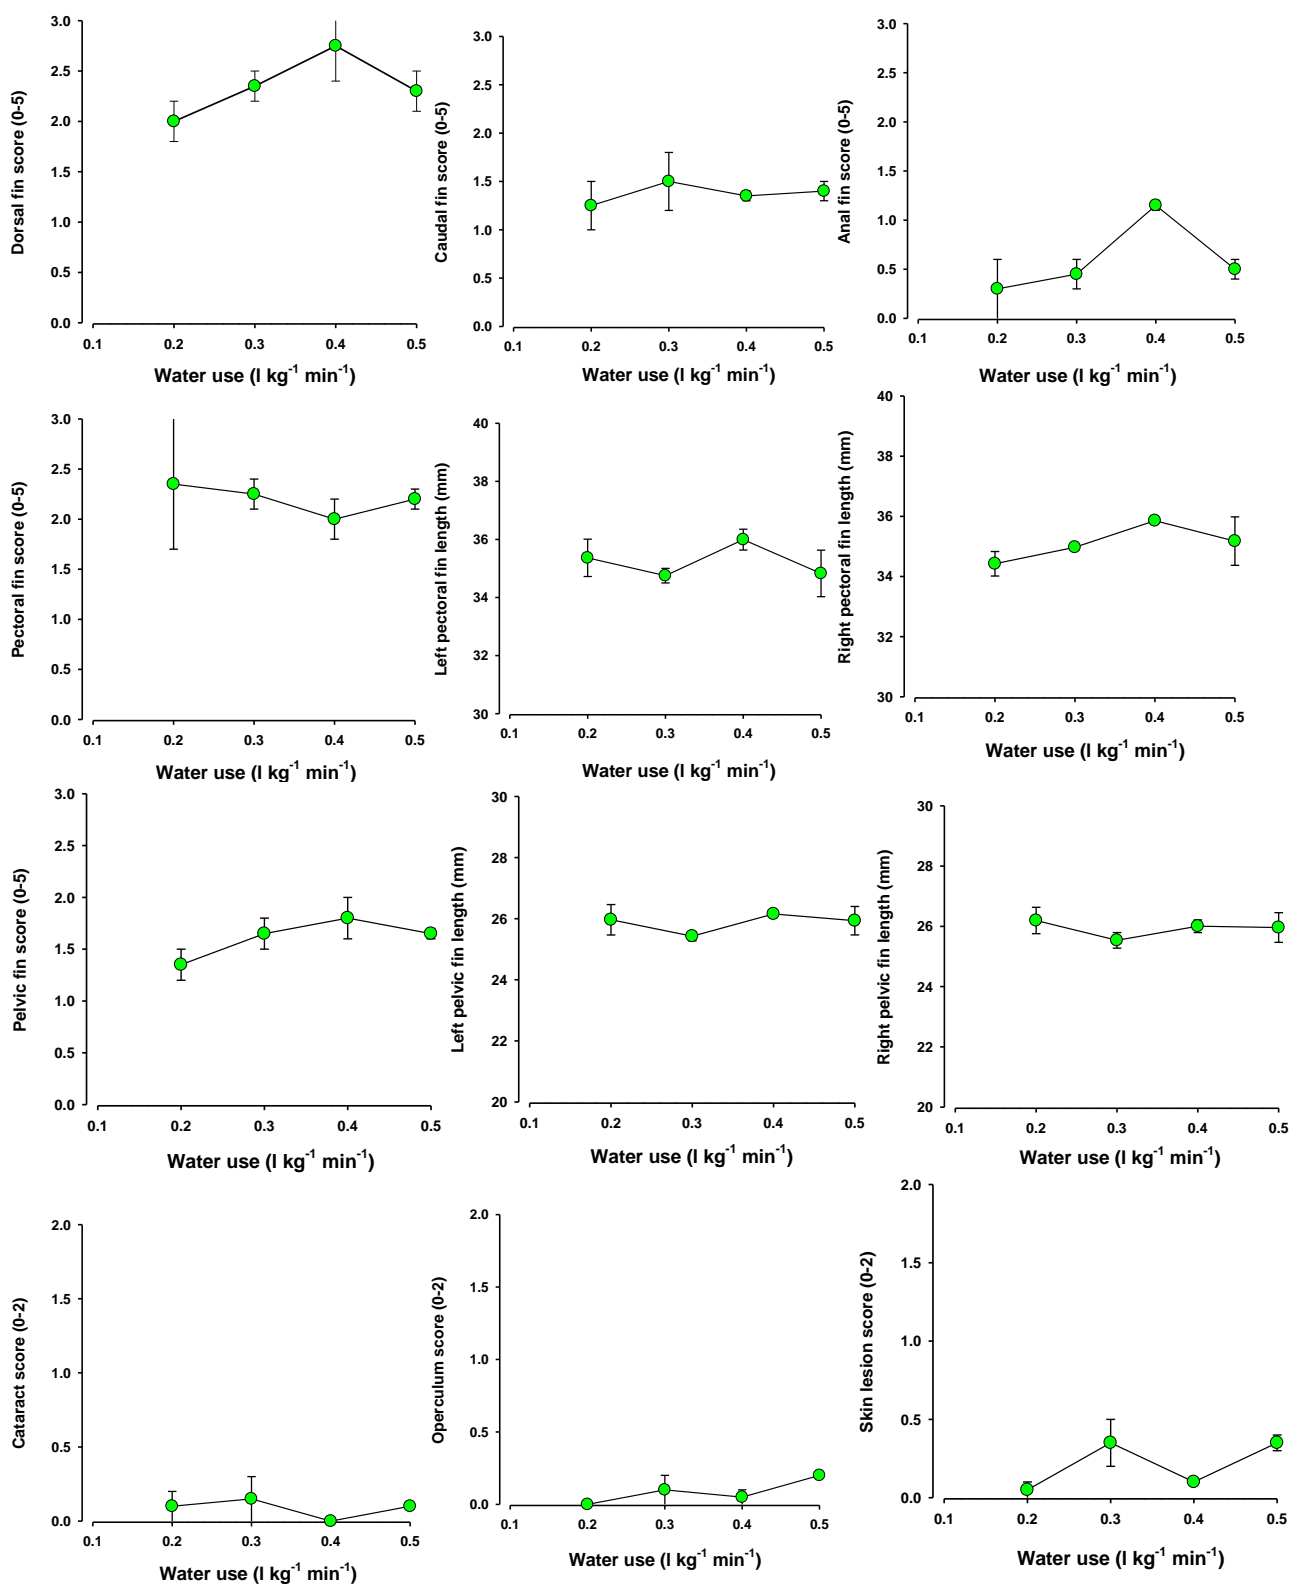 Dorsal fin score (0-5)
3.0
2.5
2.0
1.5
1.0
0.5
0.0
0.1 0.2 0.3 0.4 0.5
Water use (l kg⁻¹ min⁻¹)
Caudal fin score (0-5)
3.0
2.5
2.0
1.5
1.0
0.5
0.0
0.1 0.2 0.3 0.4 0.5
Water use (l kg⁻¹ min⁻¹)
Anal fin score (0-5)
3.0
2.5
2.0
1.5
1.0
0.5
0.0
0.1 0.2 0.3 0.4 0.5
Water use (l kg⁻¹ min⁻¹)
Pectoral fin score (0-5)
3.0
2.5
2.0
1.5
1.0
0.5
0.0
0.1 0.2 0.3 0.4 0.5
Water use (l kg⁻¹ min⁻¹)
Left pectoral fin length (mm)
40
38
36
34
32
30
0.1 0.2 0.3 0.4 0.5
Water use (l kg⁻¹ min⁻¹)
Right pectoral fin length (mm)
40
38
36
34
32
30
0.1 0.2 0.3 0.4 0.5
Water use (l kg⁻¹ min⁻¹)
Pelvic fin score (0-5)
3.0
2.5
2.0
1.5
1.0
0.5
0.0
0.1 0.2 0.3 0.4 0.5
Water use (l kg⁻¹ min⁻¹)
Left pelvic fin length (mm)
30
28
26
24
22
20
0.1 0.2 0.3 0.4 0.5
Water use (l kg⁻¹ min⁻¹)
Right pelvic fin length (mm)
30
28
26
24
22
20
0.1 0.2 0.3 0.4 0.5
Water use (l kg⁻¹ min⁻¹)
Cataract score (0-2)
2.0
1.5
1.0
0.5
0.0
0.1 0.2 0.3 0.4 0.5
Water use (l kg⁻¹ min⁻¹)
Operculum score (0-2)
2.0
1.5
1.0
0.5
0.0
0.1 0.2 0.3 0.4 0.5
Water use (l kg⁻¹ min⁻¹)
Skin lesion score (0-2)
2.0
1.5
1.0
0.5
0.0
0.1 0.2 0.3 0.4 0.5
Water use (l kg⁻¹ min⁻¹)